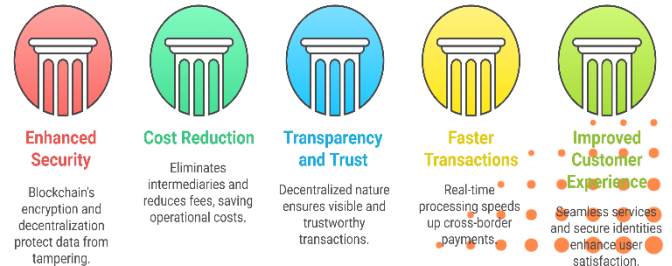 Enhanced
Security
Blockchain's
encryption and
decentralization
protect data from
tampering.
Cost Reduction
Eliminates
intermediaries and
reduces fees, saving
operational costs.
Transparency
and Trust
Decentralized nature
ensures visible and
trustworthy
transactions.
Faster
Transactions
Real-time
processing speeds
up cross-border
payments.
Improved
Customer
Experience
Seamless services
and secure identities
enhance user
satisfaction.